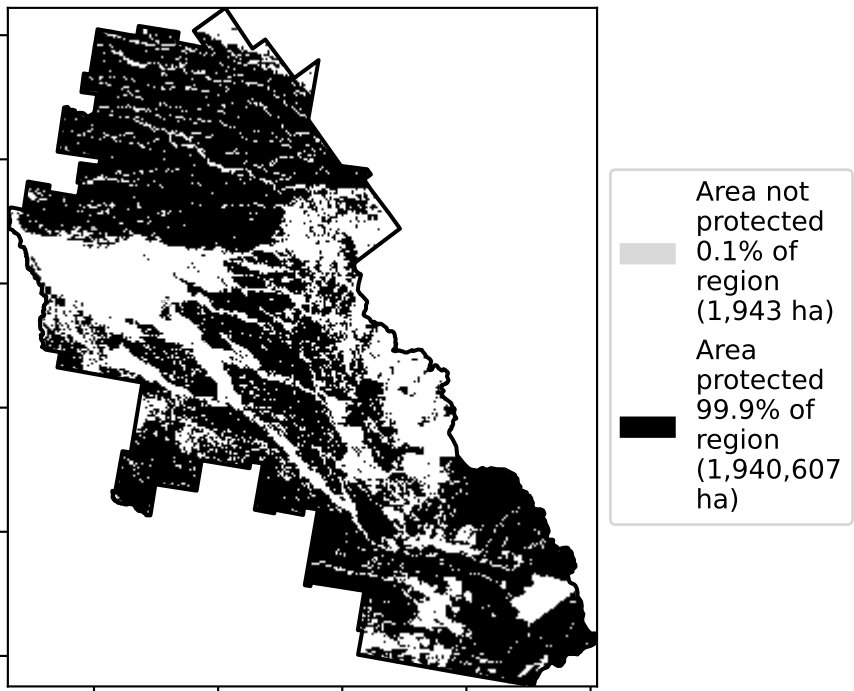 Area not
protected
0.1% of
region
(1,943 ha)
Area
protected
99.9% of
region
(1,940,607
ha)